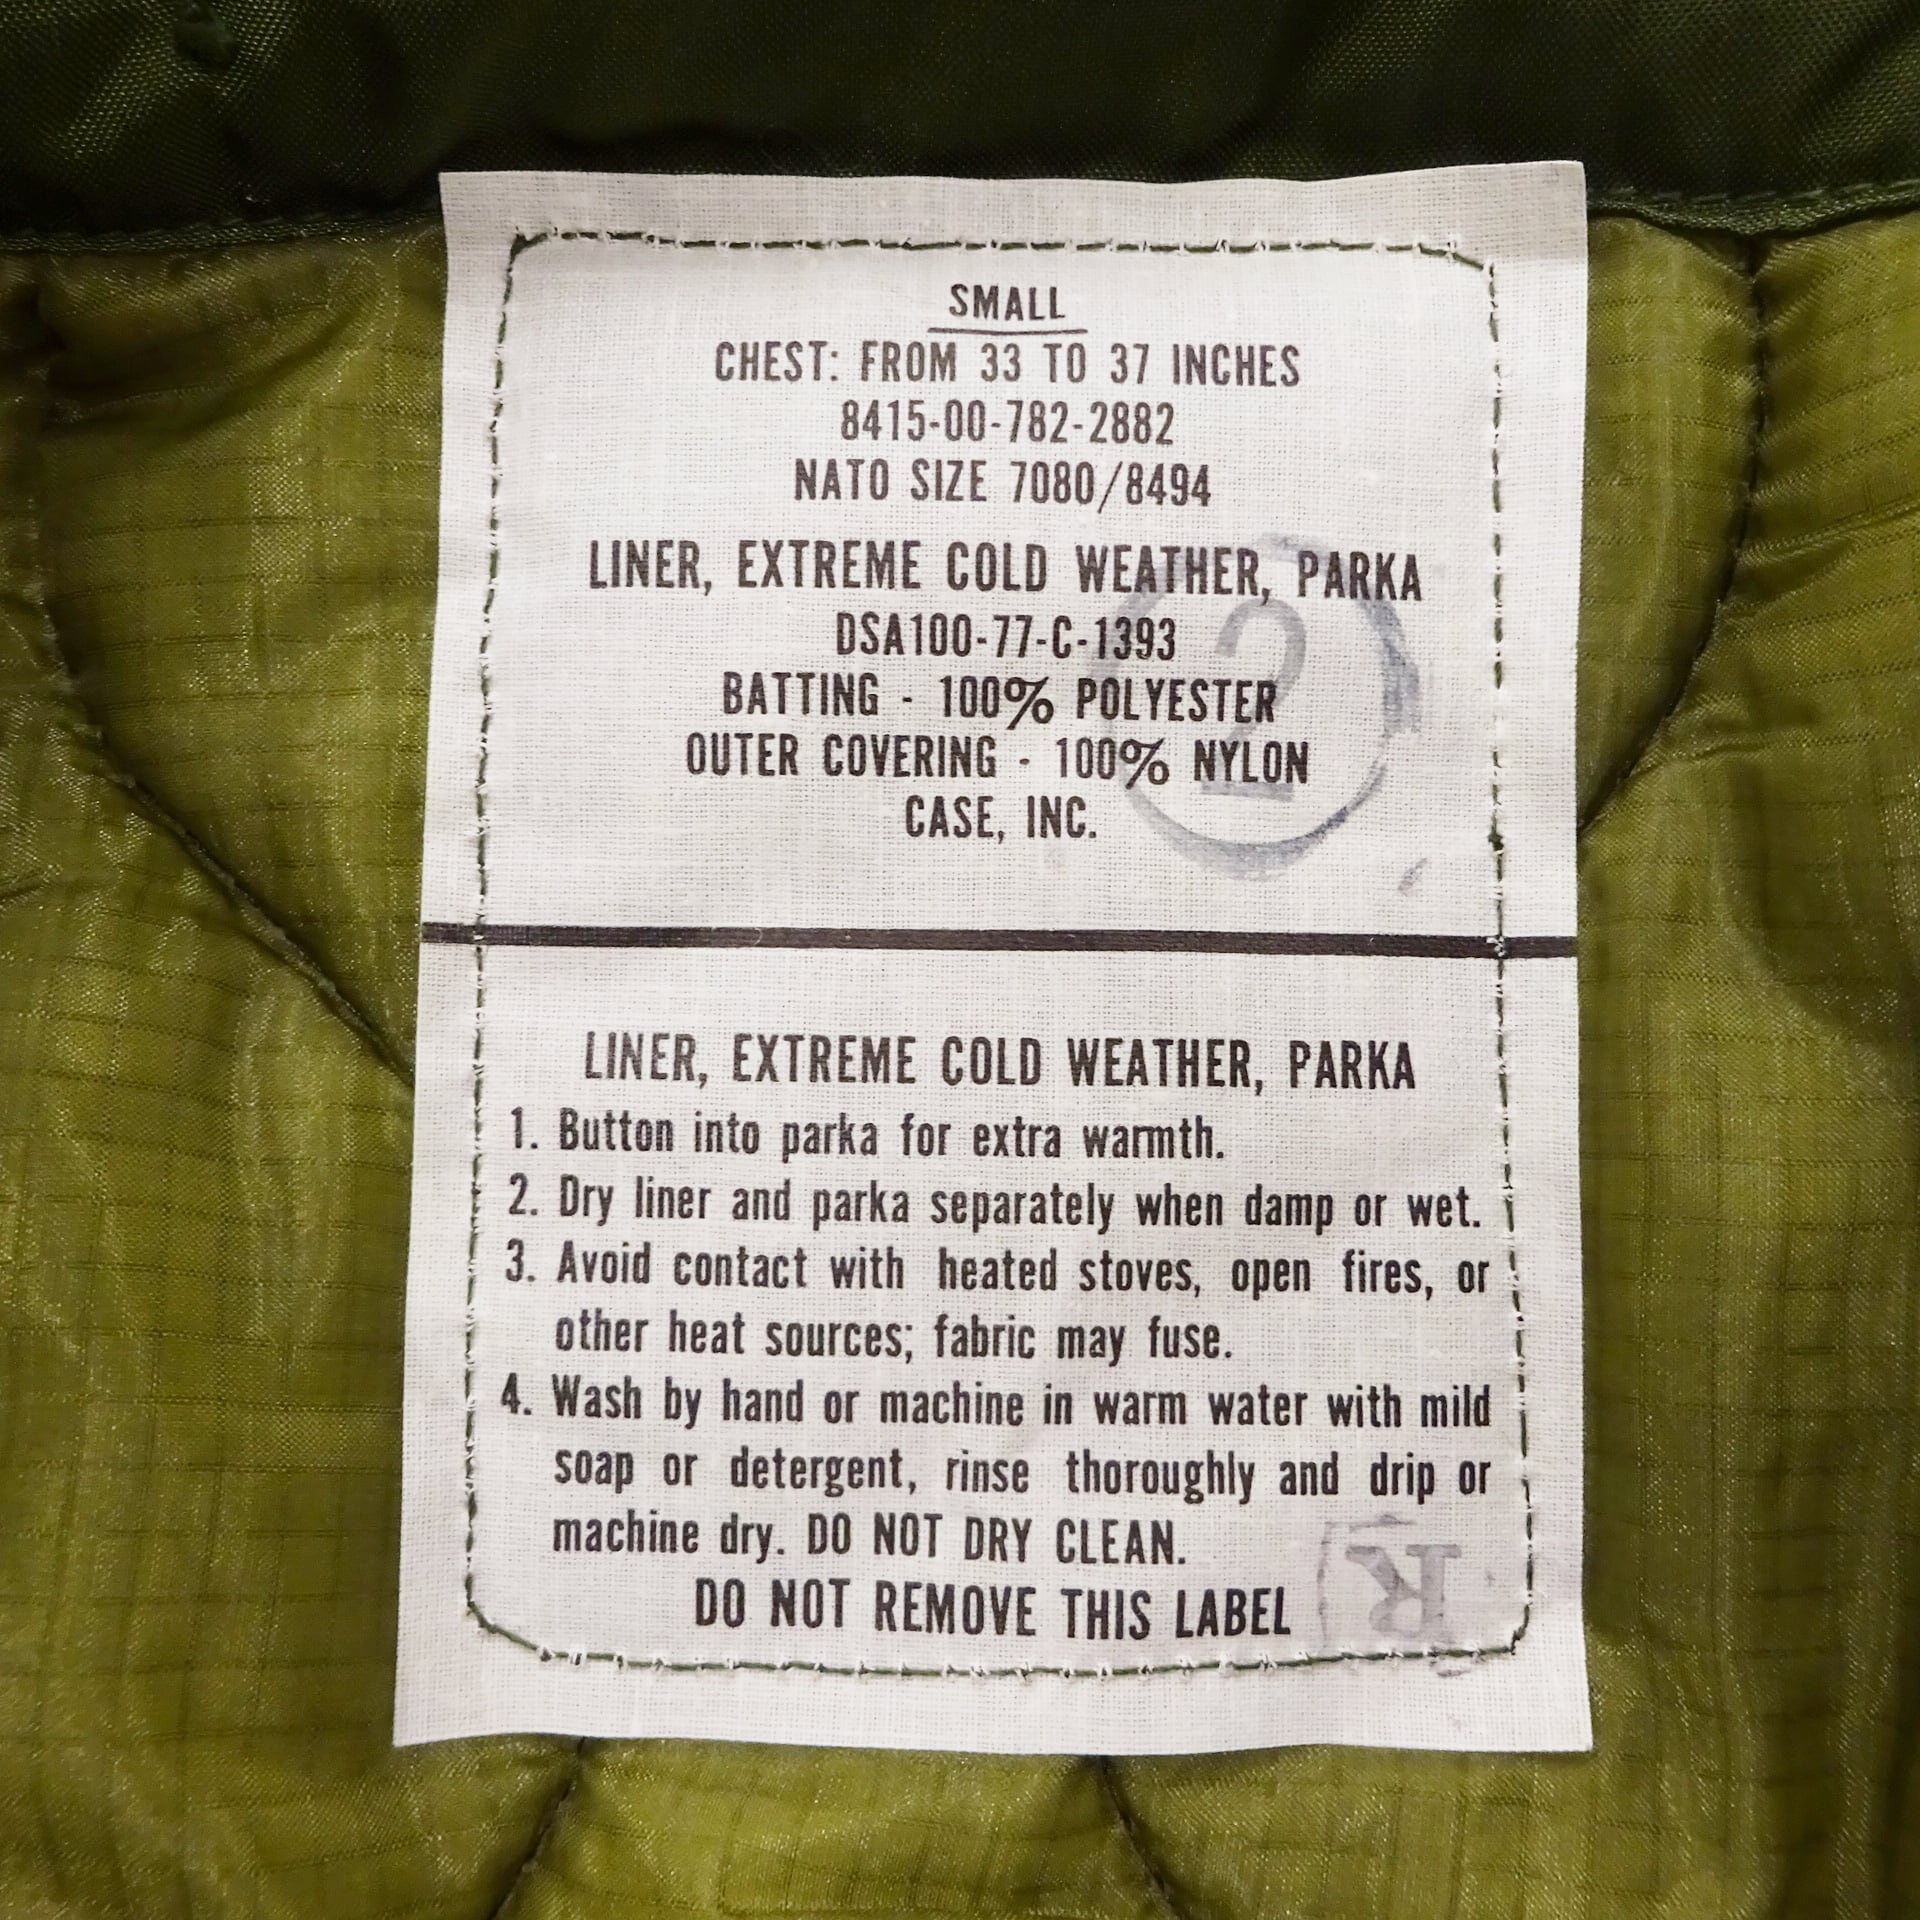 SMALL
CHEST: FROM 33 TO 37 INCHES
8415-00-782-2882
NATO SIZE 7080/8494
LINER, EXTREME COLD WEATHER, PARKA
DSA100-77-C-1393
BATTING - 100% POLYESTER
OUTER COVERING - 100% NYLON
CASE, INC.
2
LINER, EXTREME COLD WEATHER, PARKA
1. Button into parka for extra warmth.
2. Dry liner and parka separately when damp or wet.
3. Avoid contact with heated stoves, open fires, or
other heat sources; fabric may fuse.
4. Wash by hand or machine in warm water with mild
soap or detergent, rinse thoroughly and drip or
machine dry. DO NOT DRY CLEAN.
DO NOT REMOVE THIS LABEL
R